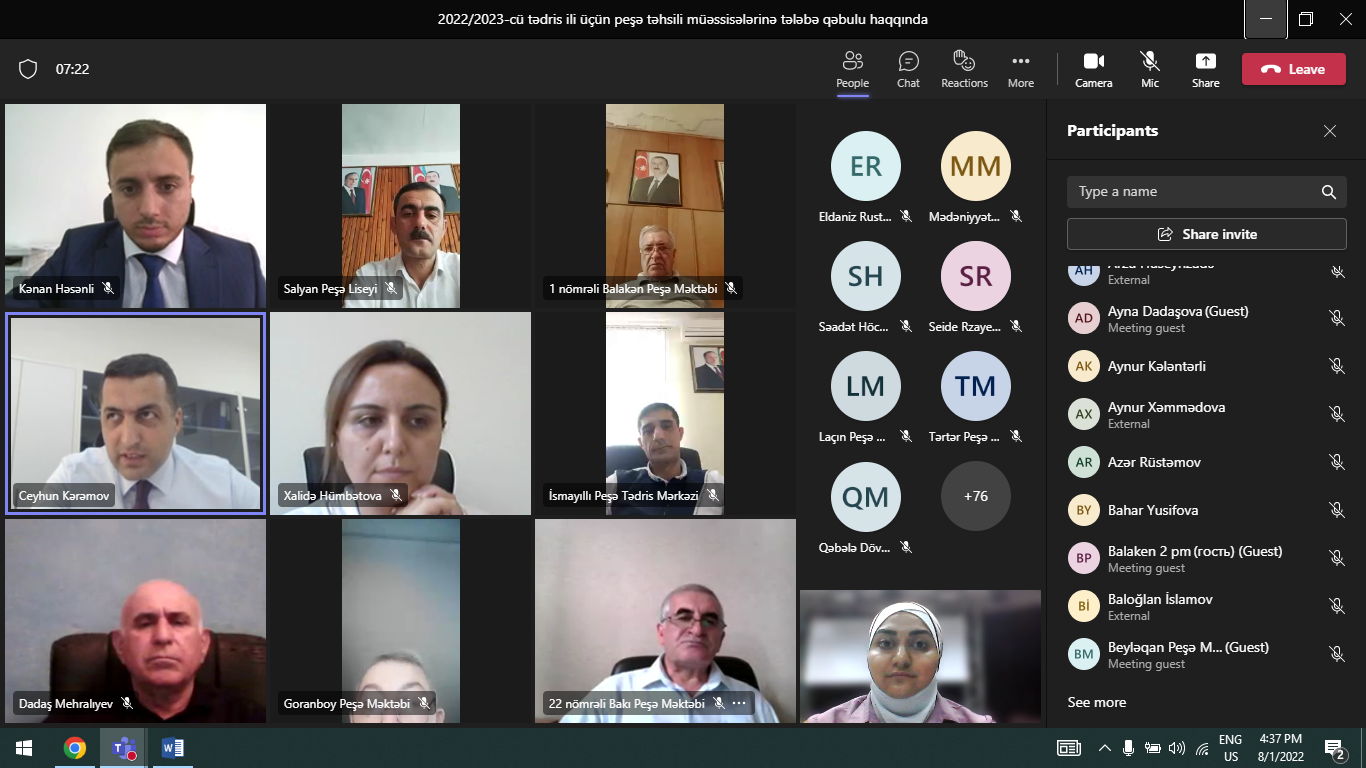 2022/2023-cü tədris ili üçün peşə təhsili müəssisələrinə tələbə qəbulu haqqında
07:22
People
Chat
Reactions
More
Camera
Mic
Share
Leave
Kənan Həsənli
Salyan Peşə Liseyi
1 nömrəli Balakən Peşə Məktəbi
Ceyhun Kərəmov
Xalidə Hümbətova
İsmayıllı Peşə Tədris Mərkəzi
Dadaş Mehralıyev
Goranboy Peşə Məktəbi
22 nömrəli Bakı Peşə Məktəbi
ER
MM
Eldaniz Rust...
Mədəniyyət...
SH
SR
Səadət Höc...
Seide Rzaye...
LM
TM
Laçın Peşə ...
Tərtər Peşə ...
QM
+76
Qəbələ Döv...
Participants
Type a name
Share invite
AH
External
AD
Ayna Dadaşova (Guest)
Meeting guest
AK
Aynur Kələntərli
AX
Aynur Xəmmədova
External
AR
Azər Rüstəmov
BY
Bahar Yusifova
BP
Balaken 2 pm (гость) (Guest)
Meeting guest
Bİ
Baloğlan İslamov
External
BM
Beyləqan Peşə M... (Guest)
Meeting guest
See more
ENG
US
4:37 PM
8/1/2022
2